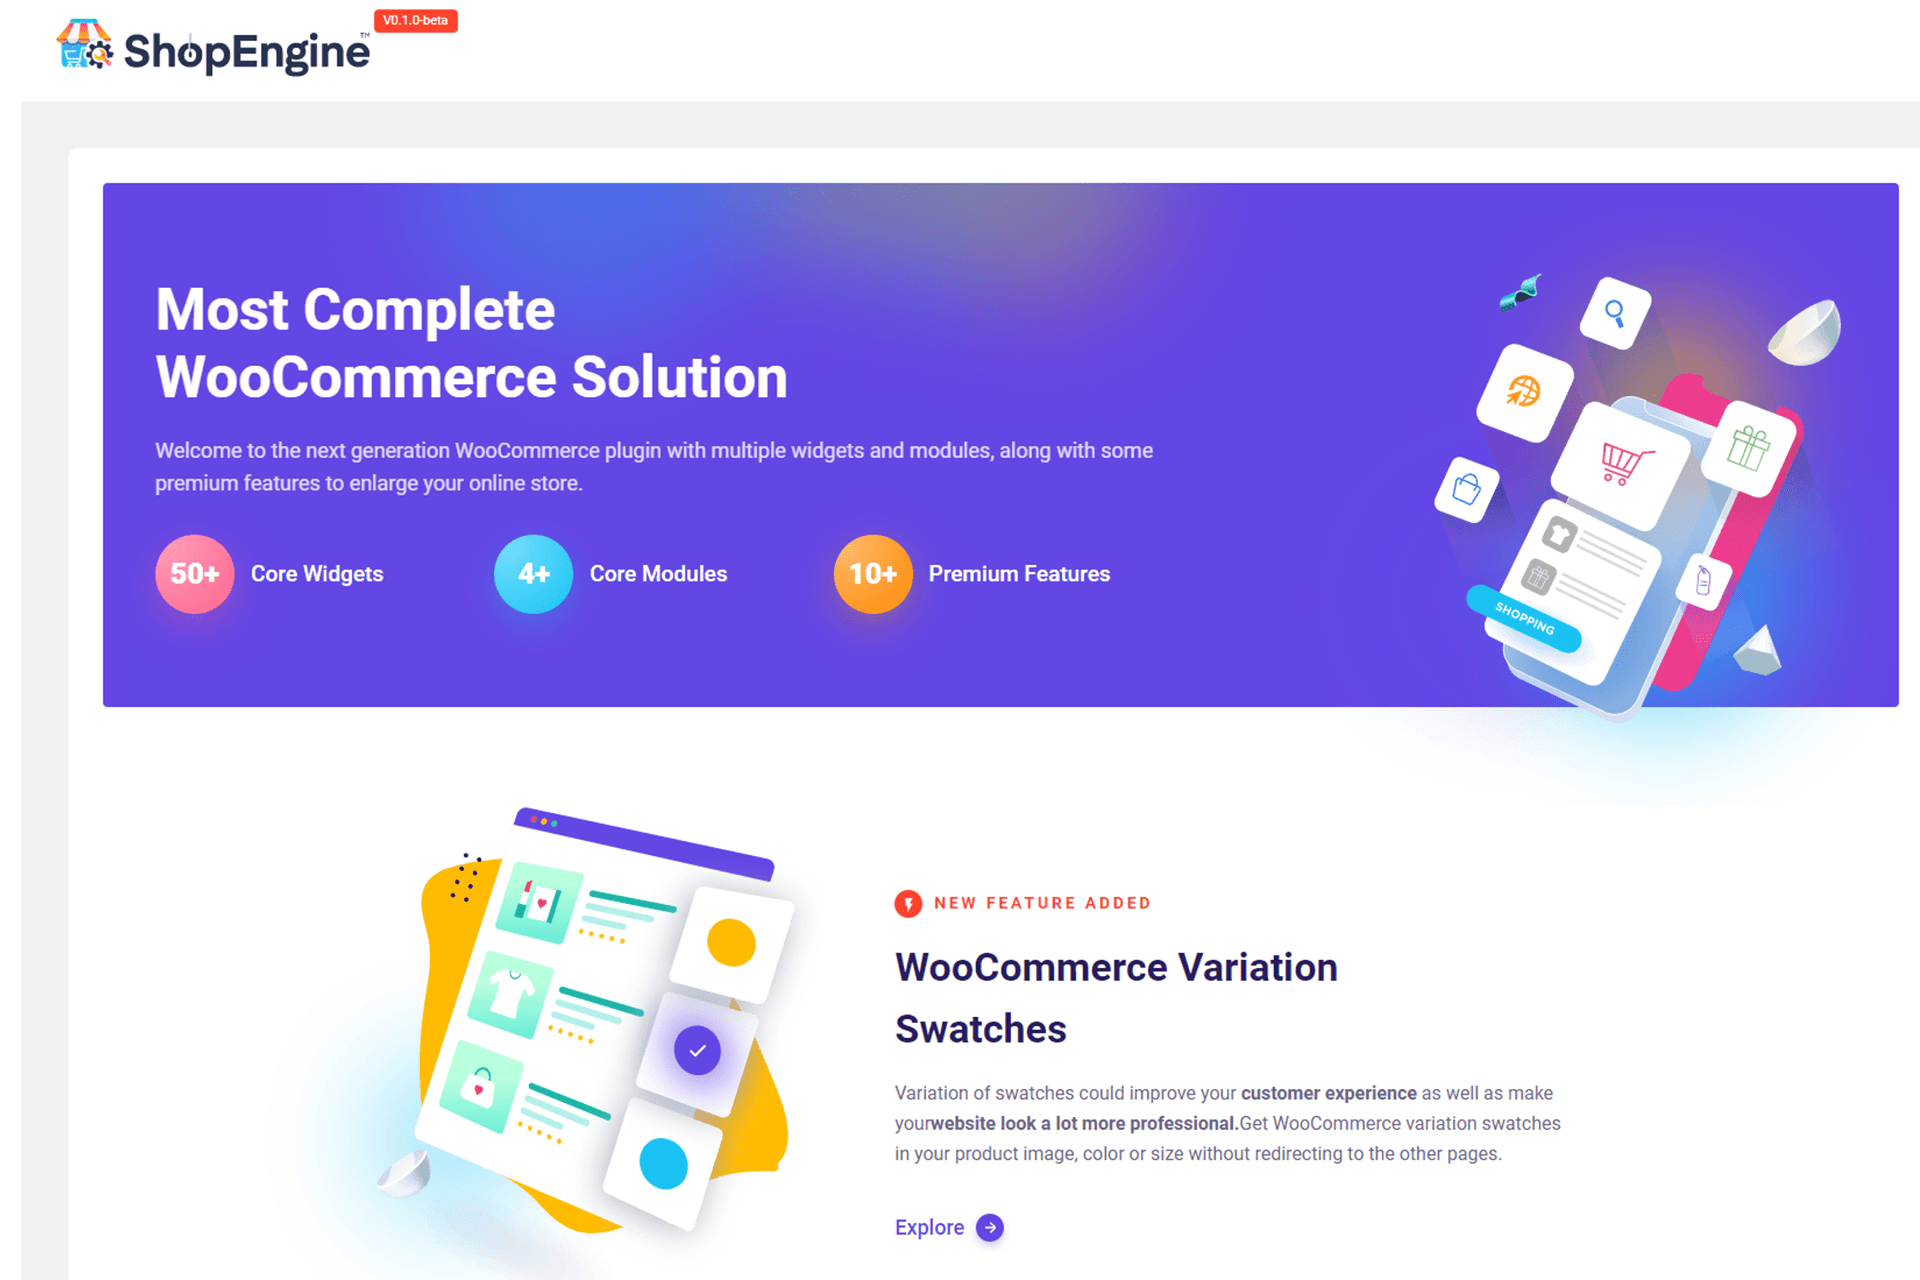 ShopEngine™
V0.1.0-beta
Most Complete
WooCommerce Solution
Welcome to the next generation WooCommerce plugin with multiple widgets and modules, along with some
premium features to enlarge your online store.
50+ Core Widgets
4+ Core Modules
10+ Premium Features
SHOPPING
NEW FEATURE ADDED
WooCommerce Variation
Swatches
Variation of swatches could improve your customer experience as well as make
yourwebsite look a lot more professional.Get WooCommerce variation swatches
in your product image, color or size without redirecting to the other pages.
Explore